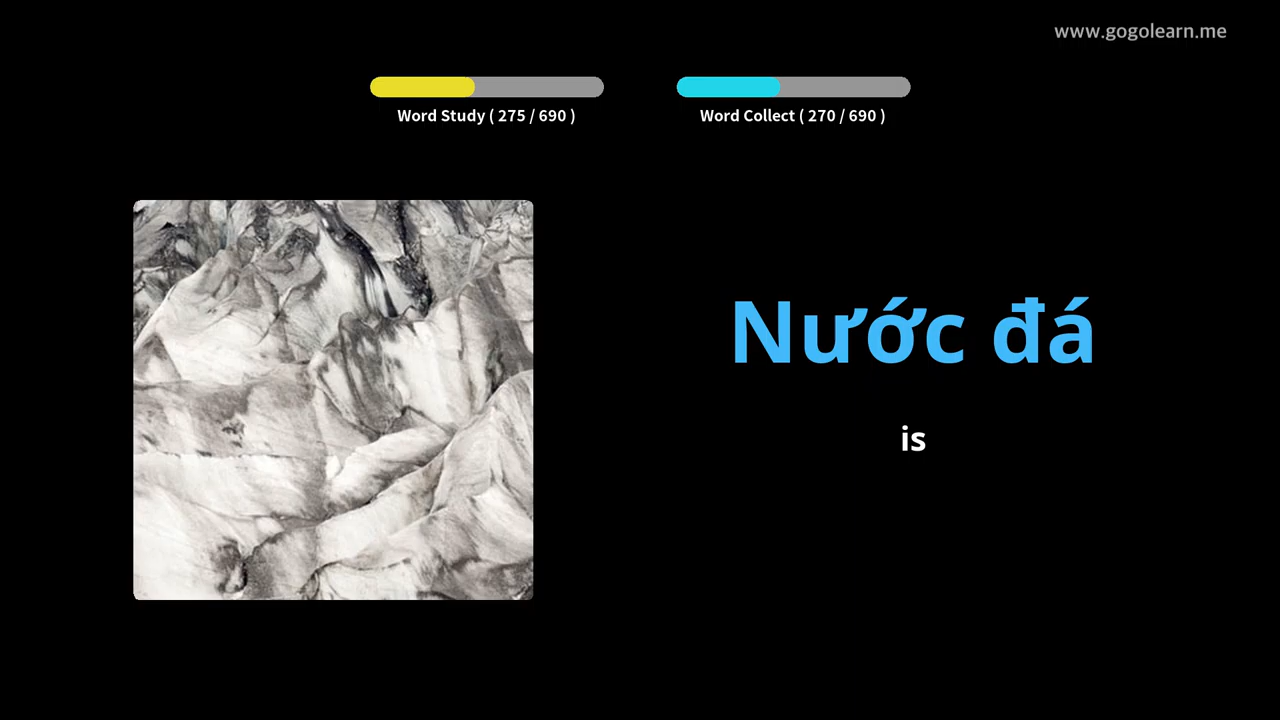 www.gogolearn.me
Word Study ( 275 / 690 )
Word Collect ( 270 / 690 )
Nước đá
is